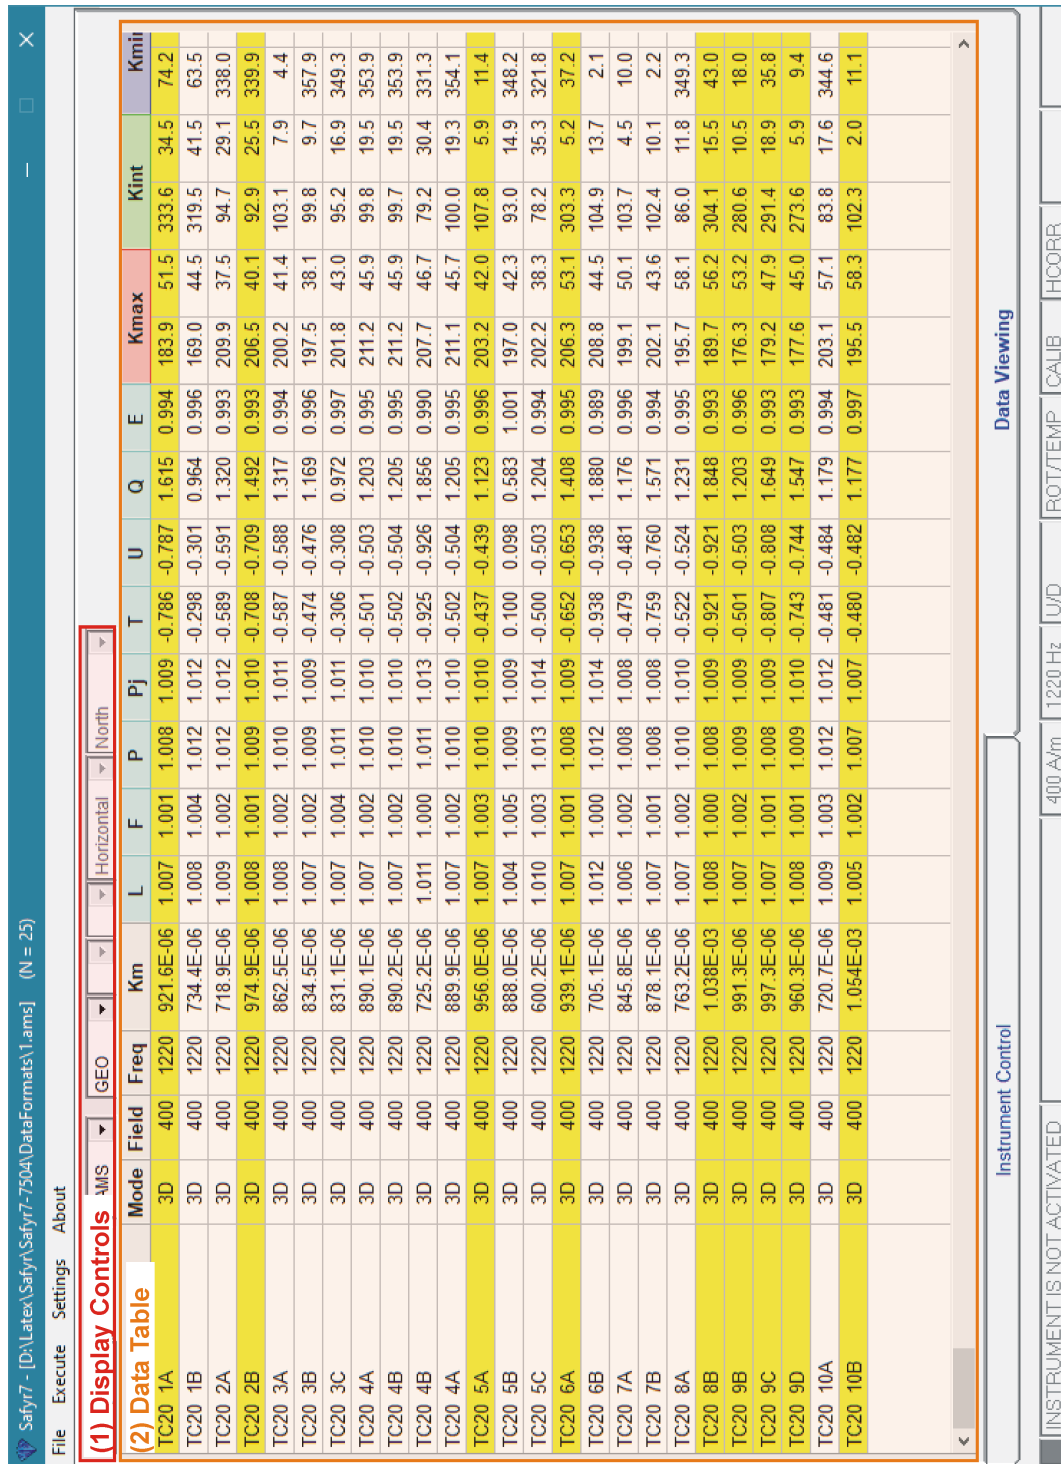 Safyr7 - [D:\Latex\Safyr\Safyr7-7504\DataFormats\1.ams] (N = 25)
File Execute Settings About
(1) Display Controls AMS GEO Horizontal North
(2) Data Table Mode Field Freq Km L F P Pj T U Q E Kmax Kint
TC20 1A 3D 400 1220 921.6E-06 1.007 1.001 1.008 1.009 -0.786 -0.787 1.615 0.994 183.9 51.5 333.6 34.5 74.2
TC20 1B 3D 400 1220 734.4E-06 1.008 1.004 1.012 1.012 -0.298 -0.301 0.964 0.996 169.0 44.5 319.5 41.5 63.5
TC20 2A 3D 400 1220 718.9E-06 1.009 1.002 1.012 1.012 -0.589 -0.591 1.320 0.993 209.9 37.5 94.7 29.1 338.0
TC20 2B 3D 400 1220 974.9E-06 1.008 1.001 1.009 1.010 -0.708 -0.709 1.492 0.993 206.5 40.1 92.9 25.5 339.9
TC20 3A 3D 400 1220 862.5E-06 1.008 1.002 1.010 1.011 -0.587 -0.588 1.317 0.994 200.2 41.4 103.1 7.9 4.4
TC20 3B 3D 400 1220 834.5E-06 1.007 1.002 1.009 1.009 -0.474 -0.476 1.169 0.996 197.5 38.1 99.8 9.7 357.9
TC20 3C 3D 400 1220 831.1E-06 1.007 1.004 1.011 1.011 -0.306 -0.308 0.972 0.997 201.8 43.0 95.2 16.9 349.3
TC20 4A 3D 400 1220 890.1E-06 1.007 1.002 1.010 1.010 -0.501 -0.503 1.203 0.995 211.2 45.9 99.8 19.5 353.9
TC20 4B 3D 400 1220 890.2E-06 1.007 1.002 1.010 1.010 -0.502 -0.504 1.205 0.995 211.2 45.9 99.7 19.5 353.9
TC20 4B 3D 400 1220 725.2E-06 1.011 1.000 1.011 1.013 -0.925 -0.926 1.856 0.990 207.7 46.7 79.2 30.4 331.3
TC20 4A 3D 400 1220 889.9E-06 1.007 1.002 1.010 1.010 -0.502 -0.504 1.205 0.995 211.1 45.7 100.0 19.3 354.1
TC20 5A 3D 400 1220 956.0E-06 1.007 1.003 1.010 1.010 -0.437 -0.439 1.123 0.996 203.2 42.0 107.8 5.9 11.4
TC20 5B 3D 400 1220 888.0E-06 1.004 1.005 1.009 1.009 0.100 0.098 0.583 1.001 197.0 42.3 93.0 14.9 348.2
TC20 5C 3D 400 1220 600.2E-06 1.010 1.003 1.013 1.014 -0.500 -0.503 1.204 0.994 202.2 38.3 78.2 35.3 321.8
TC20 6A 3D 400 1220 939.1E-06 1.007 1.001 1.008 1.009 -0.652 -0.653 1.408 0.995 206.3 53.1 303.3 5.2 37.2
TC20 6B 3D 400 1220 705.1E-06 1.012 1.000 1.012 1.014 -0.938 -0.938 1.880 0.989 208.8 44.5 104.9 13.7 2.1
TC20 7A 3D 400 1220 845.8E-06 1.006 1.002 1.008 1.008 -0.479 -0.481 1.176 0.996 199.1 50.1 103.7 4.5 10.0
TC20 7B 3D 400 1220 878.1E-06 1.007 1.001 1.008 1.008 -0.759 -0.760 1.571 0.994 202.1 43.6 102.4 10.1 2.2
TC20 8A 3D 400 1220 763.2E-06 1.007 1.002 1.010 1.010 -0.522 -0.524 1.231 0.995 195.7 58.1 86.0 11.8 349.3
TC20 8B 3D 400 1220 1.038E-03 1.008 1.000 1.008 1.009 -0.921 -0.921 1.848 0.993 189.7 56.2 304.1 15.5 43.0
TC20 9B 3D 400 1220 991.3E-06 1.007 1.002 1.009 1.009 -0.501 -0.503 1.203 0.996 176.3 53.2 280.6 10.5 18.0
TC20 9C 3D 400 1220 997.3E-06 1.007 1.001 1.008 1.009 -0.807 -0.808 1.649 0.993 179.2 47.9 291.4 18.9 35.8
TC20 9D 3D 400 1220 960.3E-06 1.008 1.001 1.009 1.010 -0.743 -0.744 1.547 0.993 177.6 45.0 273.6 5.9 9.4
TC20 10A 3D 400 1220 720.7E-06 1.009 1.003 1.012 1.012 -0.481 -0.484 1.179 0.994 203.1 57.1 83.8 17.6 344.6
TC20 10B 3D 400 1220 1.054E-03 1.005 1.002 1.007 1.007 -0.480 -0.482 1.177 0.997 195.5 58.3 102.3 2.0 11.1
Instrument Control Data Viewing
INSTRUMENT IS NOT ACTIVATED 400 A/m 1220 Hz U/D ROT/TEMP CALIB HCORR